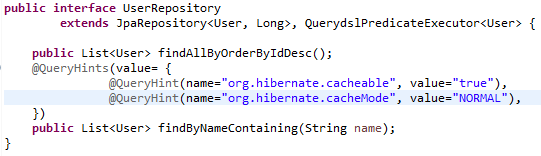 public interface UserRepository
extends JpaRepository<User, Long>, QuerydslPredicateExecutor<User> {
public List<User> findAllByOrderByIdDesc();
@QueryHints(value= {
@QueryHint(name="org.hibernate.cacheable", value="true"),
@QueryHint(name="org.hibernate.cacheMode", value="NORMAL"),
})
public List<User> findByNameContaining(String name);
}